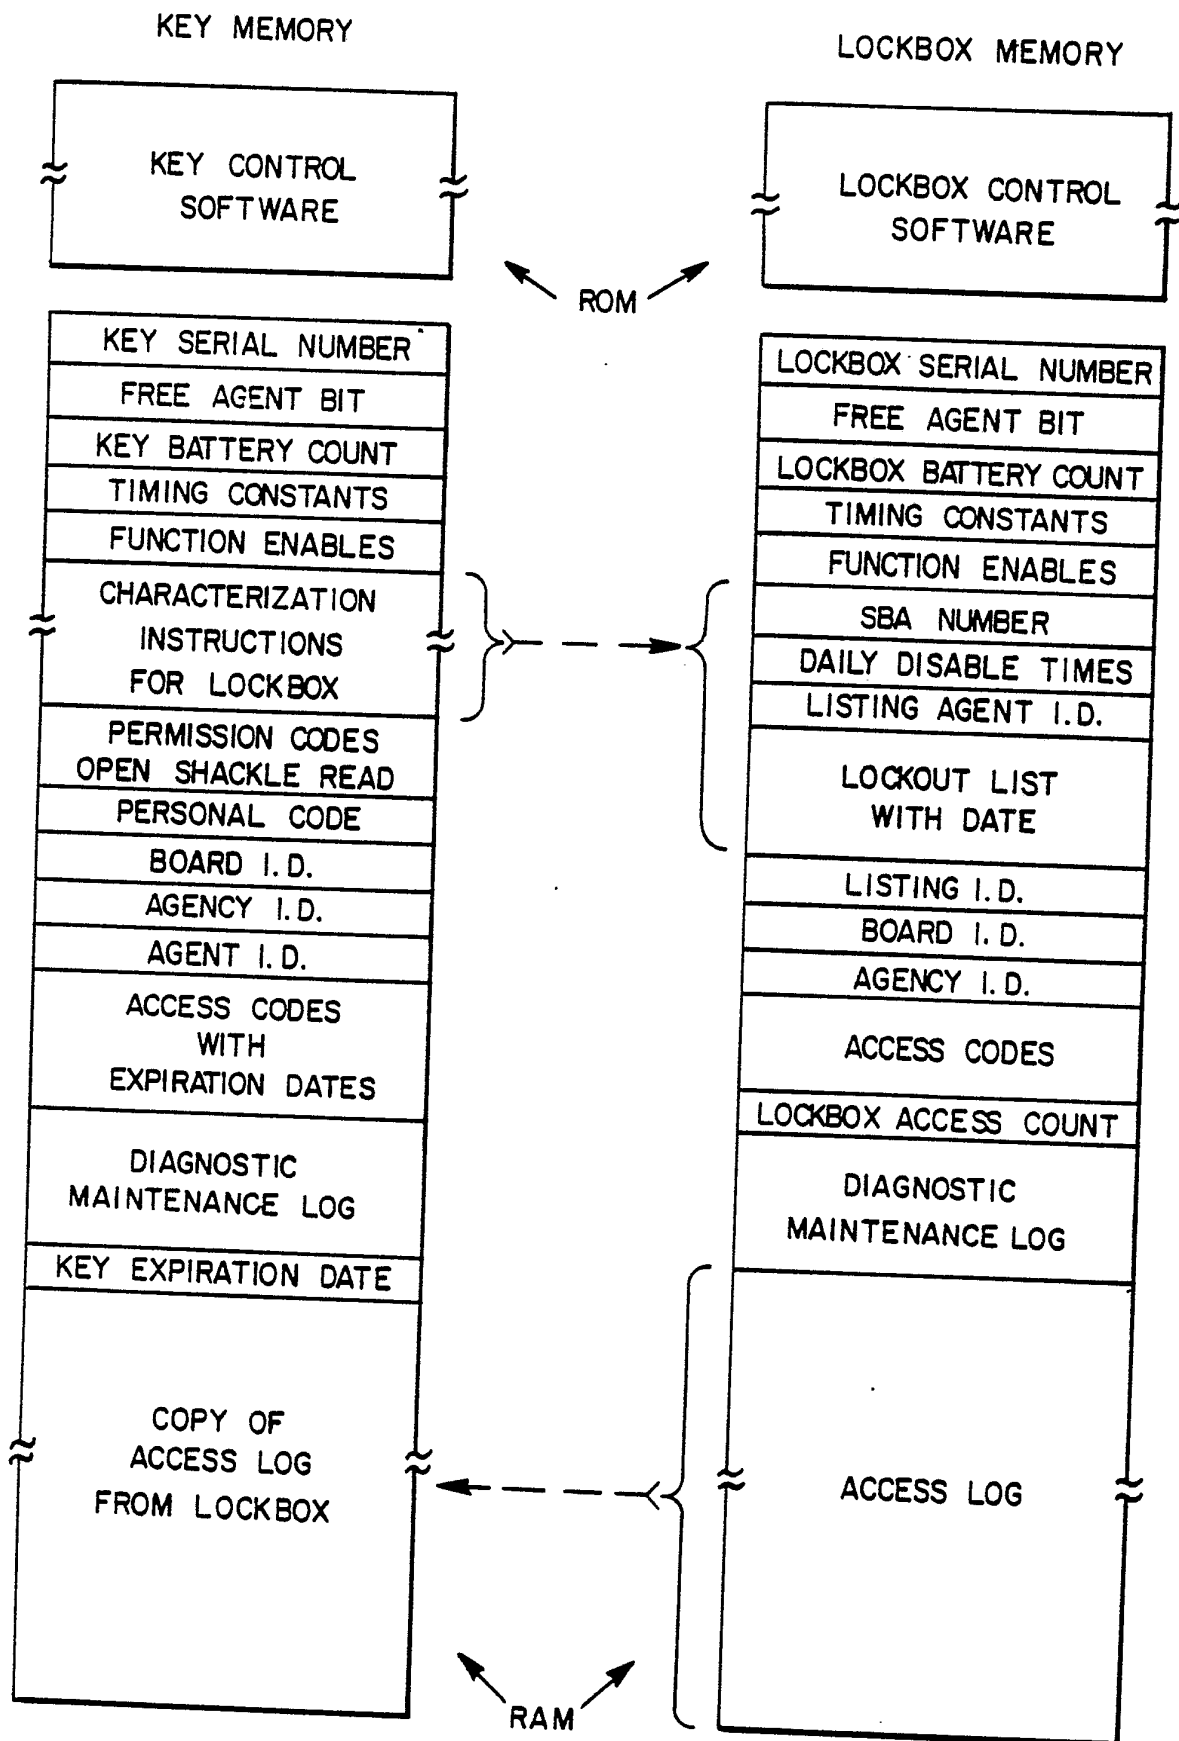 KEY MEMORY
KEY CONTROL
SOFTWARE
KEY SERIAL NUMBER
FREE AGENT BIT
KEY BATTERY COUNT
TIMING CONSTANTS
FUNCTION ENABLES
CHARACTERIZATION
INSTRUCTIONS
FOR LOCKBOX
PERMISSION CODES
OPEN SHACKLE READ
PERSONAL CODE
BOARD I.D.
AGENCY I.D.
AGENT I.D.
ACCESS CODES
WITH
EXPIRATION DATES
DIAGNOSTIC
MAINTENANCE LOG
KEY EXPIRATION DATE
COPY OF
ACCESS LOG
FROM LOCKBOX
ROM
RAM
LOCKBOX MEMORY
LOCKBOX CONTROL
SOFTWARE
LOCKBOX SERIAL NUMBER
FREE AGENT BIT
LOCKBOX BATTERY COUNT
TIMING CONSTANTS
FUNCTION ENABLES
SBA NUMBER
DAILY DISABLE TIMES
LISTING AGENT I.D.
LOCKOUT LIST
WITH DATE
LISTING I.D.
BOARD I.D.
AGENCY I.D.
ACCESS CODES
LOCKBOX ACCESS COUNT
DIAGNOSTIC
MAINTENANCE LOG
ACCESS LOG